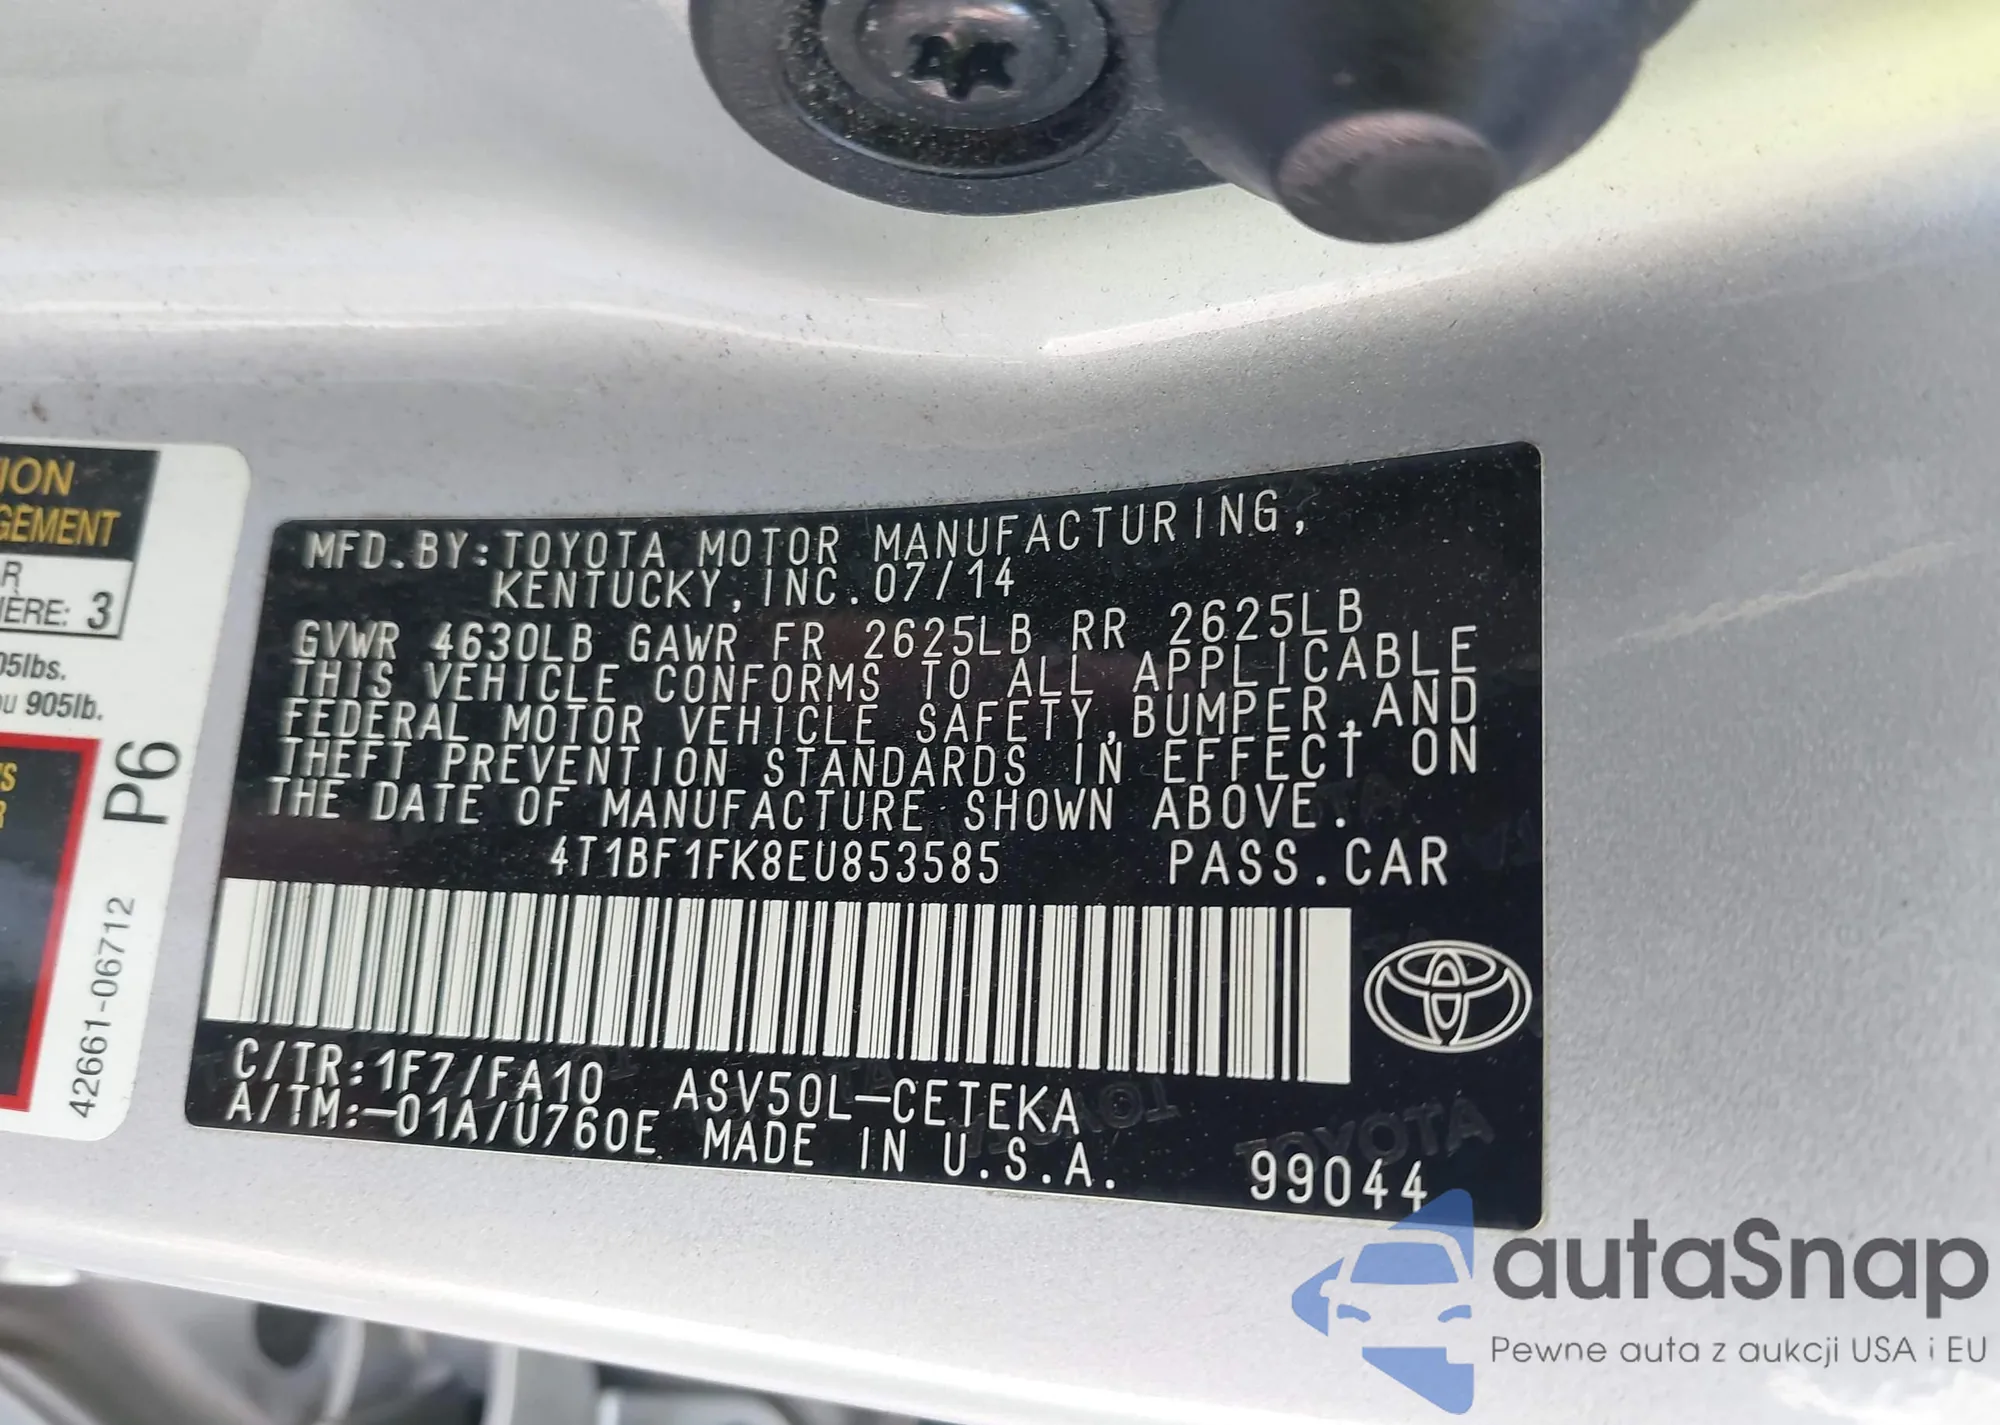 ION
GEMENT
R
IÈRE: 3
05lbs.
ou 905lb.
S
R
P6
42661-06712
MFD.BY:TOYOTA MOTOR MANUFACTURING,
KENTUCKY, INC. 07/14
GVWR 4630LB GAWR FR 2625LB RR 2625LB
THIS VEHICLE CONFORMS TO ALL APPLICABLE
FEDERAL MOTOR VEHICLE SAFETY, BUMPER, AND
THEFT PREVENTION STANDARDS IN EFFECT ON
THE DATE OF MANUFACTURE SHOWN ABOVE.
4T1BF1FK8EU853585 PASS.CAR
C/TR:1F7/FA10 ASV50L-CETEKA
A/TM:-01A/U760E MADE IN U.S.A.
99044
TOYOTA
autaSnap
Pewne auta z aukcji USA i EU